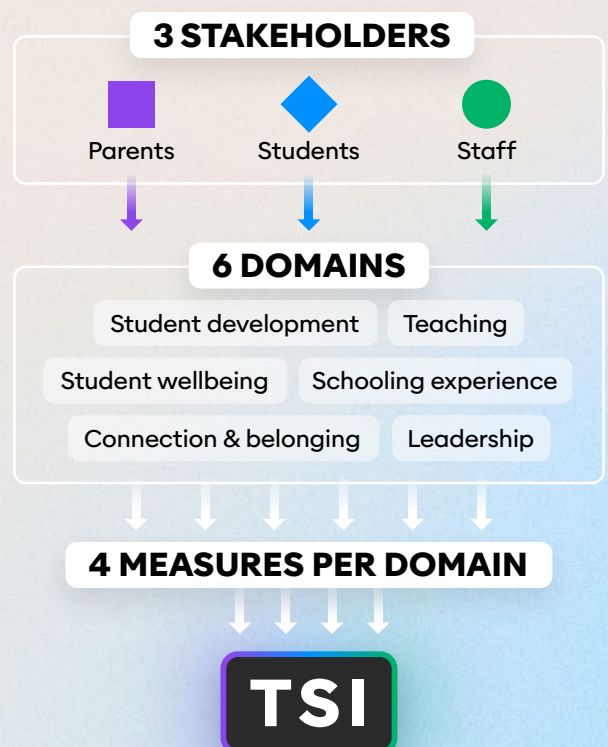 3 STAKEHOLDERS
Parents Students Staff
6 DOMAINS
Student development Teaching
Student wellbeing Schooling experience
Connection & belonging Leadership
4 MEASURES PER DOMAIN
TSI